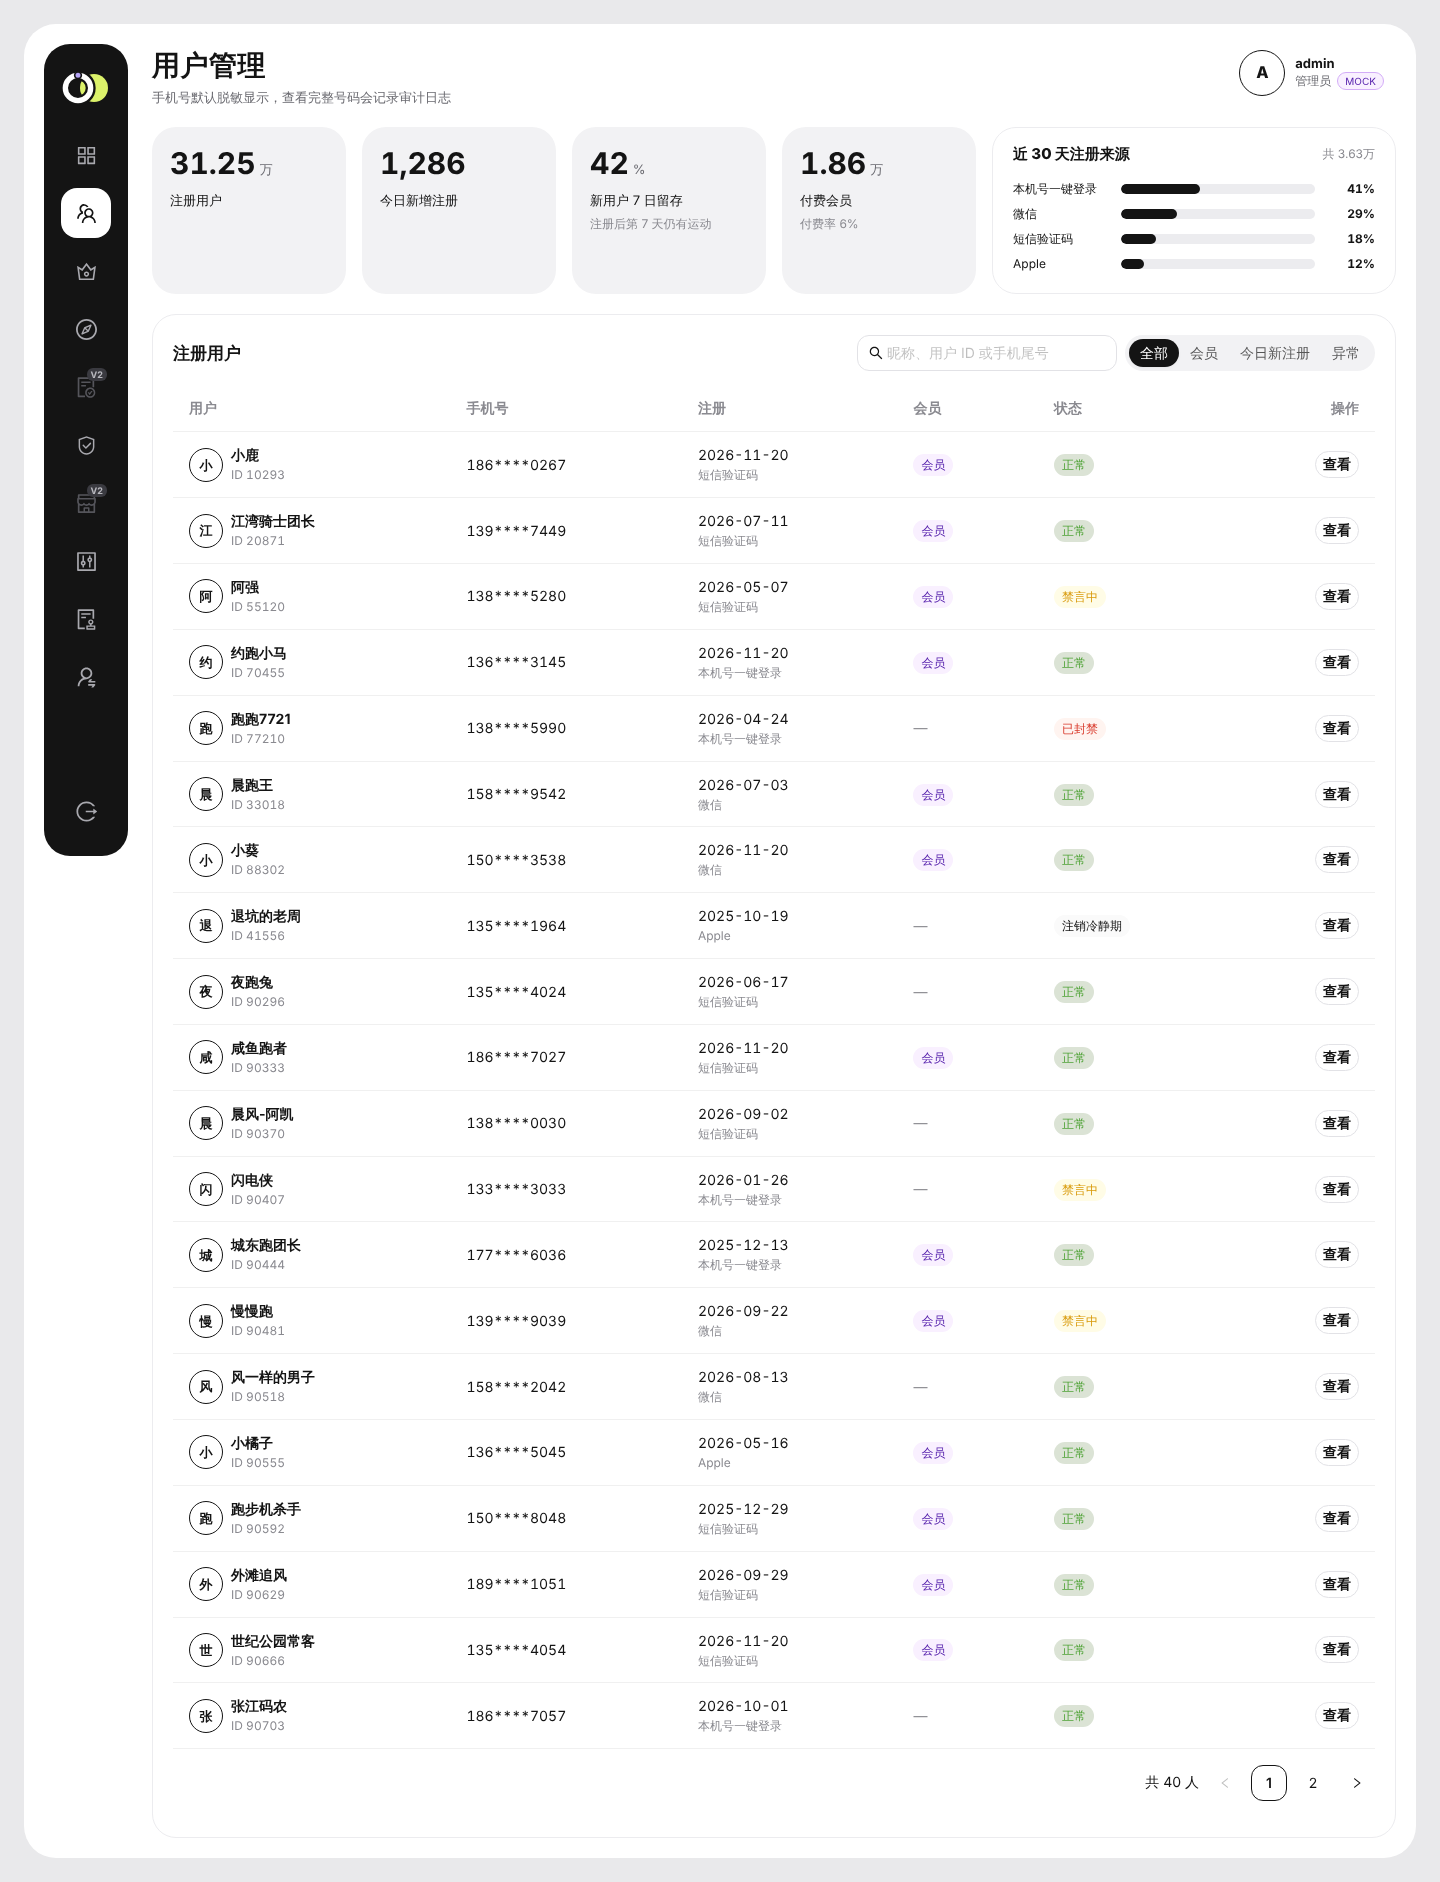 用户管理
手机号默认脱敏显示，查看完整号码会记录审计日志
A
admin
管理员 MOCK
V2
V2
31.25 万
注册用户
1,286
今日新增注册
42 %
新用户 7 日留存
注册后第 7 天仍有运动
1.86 万
付费会员
付费率 6%
近 30 天注册来源 共 3.63万
本机号一键登录 41%
微信 29%
短信验证码 18%
Apple 12%
注册用户 昵称、用户 ID 或手机尾号 全部 会员 今日新注册 异常
用户 手机号 注册 会员 状态 操作
小 小鹿 186****0267 2026-11-20 会员 正常 查看
ID 10293 短信验证码
江 江湾骑士团长 139****7449 2026-07-11 会员 正常 查看
ID 20871 短信验证码
阿 阿强 138****5280 2026-05-07 会员 禁言中 查看
ID 55120 短信验证码
约 约跑小马 136****3145 2026-11-20 会员 正常 查看
ID 70455 本机号一键登录
跑 跑跑7721 138****5990 2026-04-24 — 已封禁 查看
ID 77210 本机号一键登录
晨 晨跑王 158****9542 2026-07-03 会员 正常 查看
ID 33018 微信
小 小葵 150****3538 2026-11-20 会员 正常 查看
ID 88302 微信
退 退坑的老周 135****1964 2025-10-19 — 注销冷静期 查看
ID 41556 Apple
夜 夜跑兔 135****4024 2026-06-17 — 正常 查看
ID 90296 短信验证码
咸 咸鱼跑者 186****7027 2026-11-20 会员 正常 查看
ID 90333 短信验证码
晨 晨风-阿凯 138****0030 2026-09-02 — 正常 查看
ID 90370 短信验证码
闪 闪电侠 133****3033 2026-01-26 — 禁言中 查看
ID 90407 本机号一键登录
城 城东跑团长 177****6036 2025-12-13 会员 正常 查看
ID 90444 本机号一键登录
慢 慢慢跑 139****9039 2026-09-22 会员 禁言中 查看
ID 90481 微信
风 风一样的男子 158****2042 2026-08-13 — 正常 查看
ID 90518 微信
小 小橘子 136****5045 2026-05-16 会员 正常 查看
ID 90555 Apple
跑 跑步机杀手 150****8048 2025-12-29 会员 正常 查看
ID 90592 短信验证码
外 外滩追风 189****1051 2026-09-29 会员 正常 查看
ID 90629 短信验证码
世 世纪公园常客 135****4054 2026-11-20 会员 正常 查看
ID 90666 短信验证码
张 张江码农 186****7057 2026-10-01 — 正常 查看
ID 90703 本机号一键登录
共 40 人 1 2